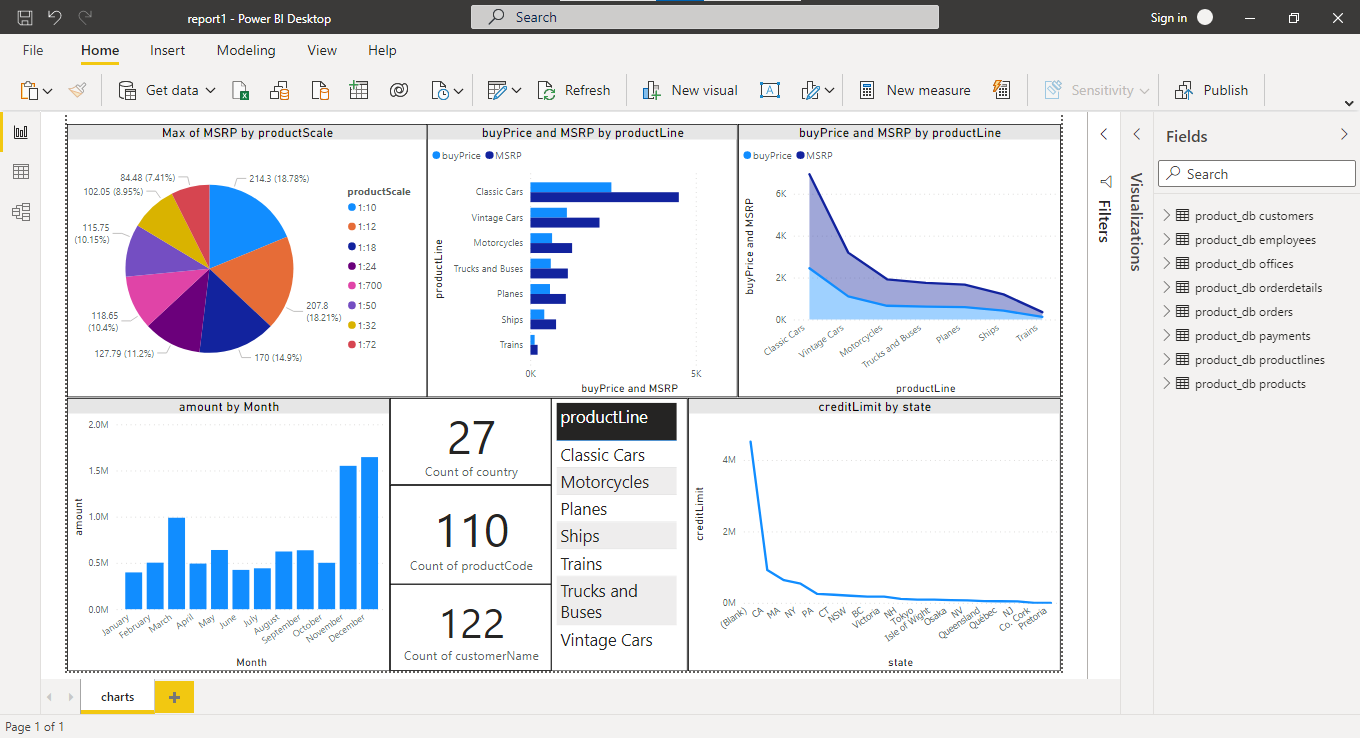 report1 - Power BI Desktop
Search
Sign in
File Home Insert Modeling View Help
Get data
Refresh
New visual
New measure
Sensitivity
Publish
Max of MSRP by productScale
84.48 (7.41%)
214.3 (18.78%)
102.05 (8.95%)
115.75
(10.15%)
118.65
(10.4%)
127.79 (11.2%)
170 (14.9%)
207.8
(18.21%)
productScale
1:10
1:12
1:18
1:24
1:700
1:50
1:32
1:72
buyPrice and MSRP by productLine
buyPrice MSRP
productLine
Classic Cars
Vintage Cars
Motorcycles
Trucks and Buses
Planes
Ships
Trains
0K 5K
buyPrice and MSRP
buyPrice and MSRP by productLine
buyPrice MSRP
buyPrice and MSRP
6K
4K
2K
0K
Classic Cars
Vintage Cars
Motorcycles
Trucks and Buses
Planes
Ships
Trains
productLine
Filters
Visualizations
Fields
Search
product_db customers
product_db employees
product_db offices
product_db orderdetails
product_db orders
product_db payments
product_db productlines
product_db products
amount by Month
amount
2.0M
1.5M
1.0M
0.5M
0.0M
January
February
March
April
May
June
July
August
September
October
November
December
Month
27
Count of country
110
Count of productCode
122
Count of customerName
productLine
Classic Cars
Motorcycles
Planes
Ships
Trains
Trucks and
Buses
Vintage Cars
creditLimit by state
creditLimit
4M
2M
0M
(Blank)
CA
MA
NY
PA
CT
NSW
BC
Victoria
NH
Tokyo
Isle of Wight
Osaka
NV
Queensland
Québec
NJ
Co. Cork
Pretoria
state
charts
Page 1 of 1